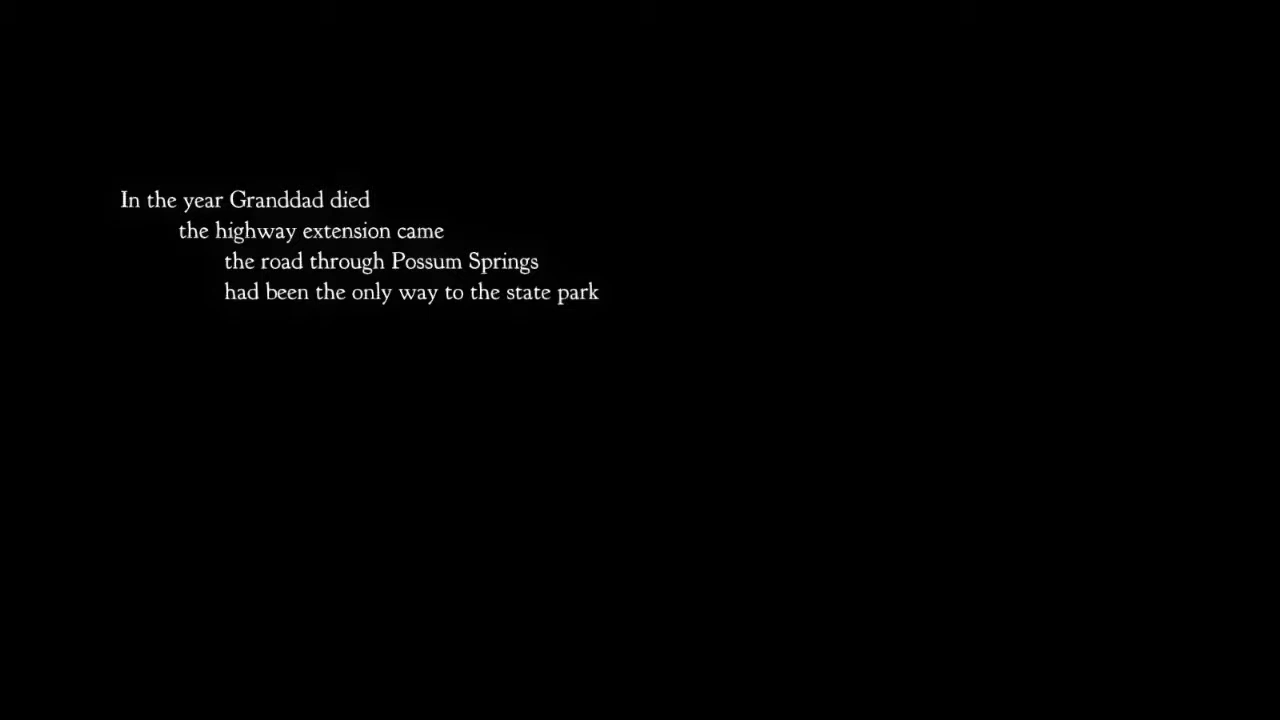 In the year Granddad died
the highway extension came
the road through Possum Springs
had been the only way to the state park